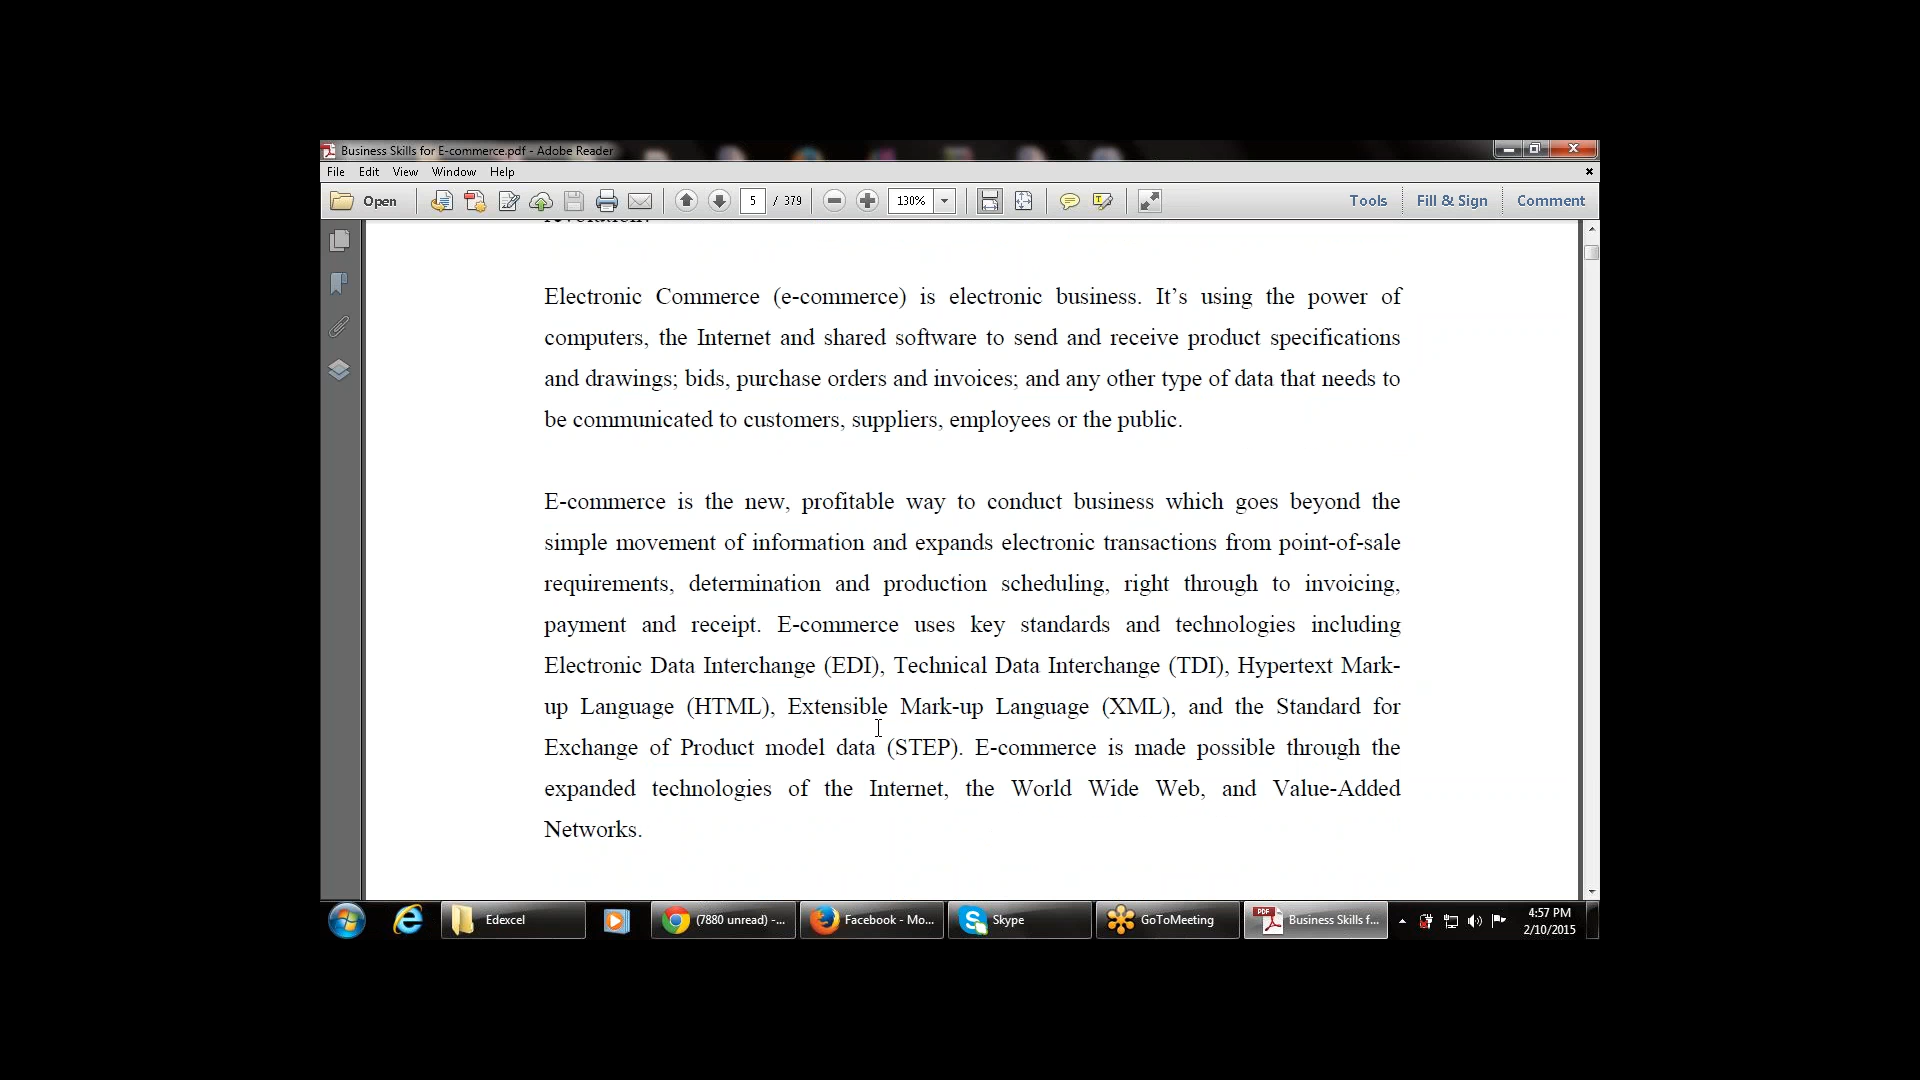 Business Skills for E-commerce.pdf - Adobe Reader
File Edit View Window Help
Open 5 / 379 130% Tools Fill & Sign Comment
Electronic Commerce (e-commerce) is electronic business. It’s using the power of
computers, the Internet and shared software to send and receive product specifications
and drawings; bids, purchase orders and invoices; and any other type of data that needs to
be communicated to customers, suppliers, employees or the public.
E-commerce is the new, profitable way to conduct business which goes beyond the
simple movement of information and expands electronic transactions from point-of-sale
requirements, determination and production scheduling, right through to invoicing,
payment and receipt. E-commerce uses key standards and technologies including
Electronic Data Interchange (EDI), Technical Data Interchange (TDI), Hypertext Mark-
up Language (HTML), Extensible Mark-up Language (XML), and the Standard for
Exchange of Product model data (STEP). E-commerce is made possible through the
expanded technologies of the Internet, the World Wide Web, and Value-Added
Networks.
Edexcel (7880 unread) -... Facebook - Mo... Skype GoToMeeting PDF Business Skills f... 4:57 PM
2/10/2015